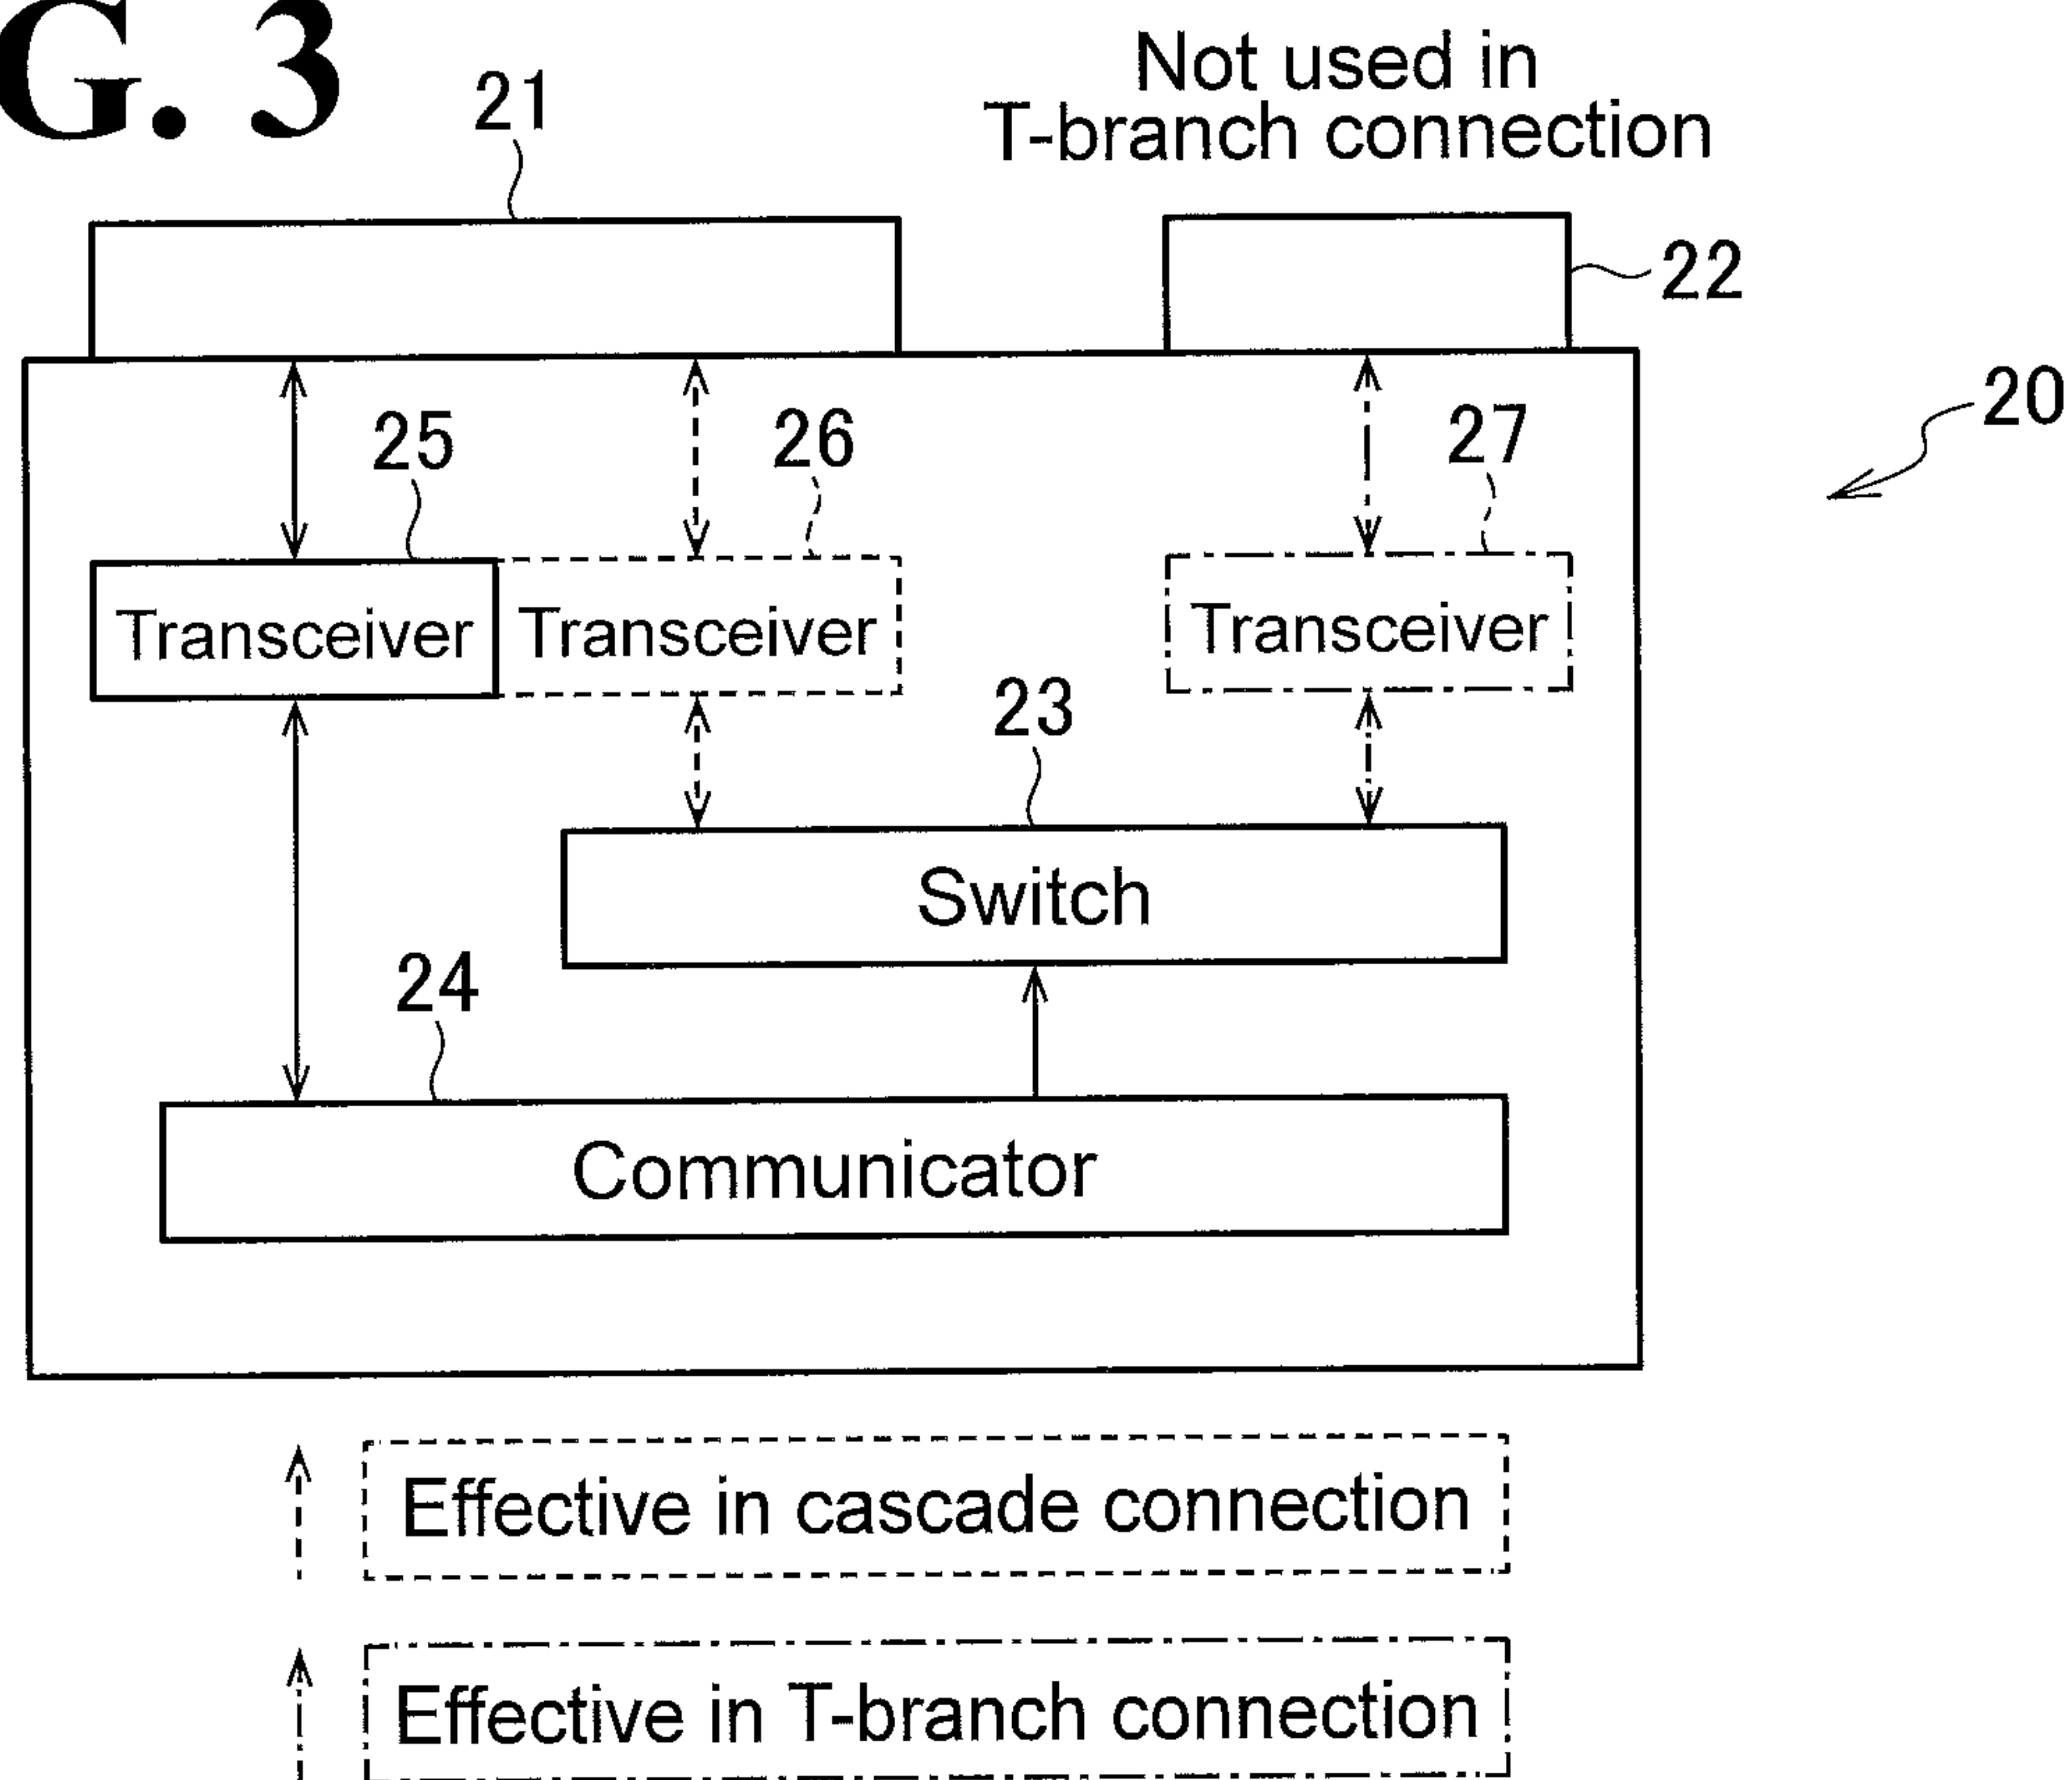 G. 3
21
Not used in
T-branch connection
22
20
25
26
27
Transceiver
Transceiver
Transceiver
23
Switch
24
Communicator
Effective in cascade connection
Effective in T-branch connection